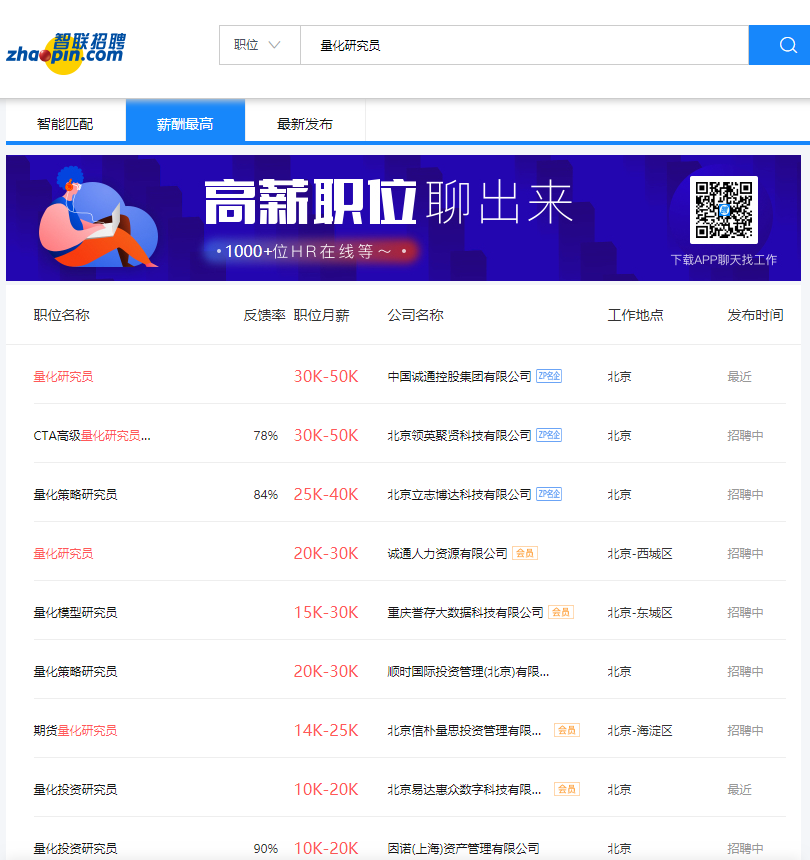 智联招聘
zhaopin.com
职位 量化研究员
智能匹配 薪酬最高 最新发布
高薪职位聊出来
·1000+位HR在线等～·
下载APP聊天找工作
职位名称 反馈率 职位月薪 公司名称 工作地点 发布时间
量化研究员 30K-50K 中国诚通控股集团有限公司 ZP名企 北京 最近
CTA高级量化研究员... 78% 30K-50K 北京领英聚贤科技有限公司 ZP名企 北京 招聘中
量化策略研究员 84% 25K-40K 北京立志博达科技有限公司 ZP名企 北京 招聘中
量化研究员 20K-30K 诚通人力资源有限公司 会员 北京-西城区 招聘中
量化模型研究员 15K-30K 重庆誉存大数据科技有限公司 会员 北京-东城区 招聘中
量化策略研究员 20K-30K 顺时国际投资管理(北京)有限... 北京 招聘中
期货量化研究员 14K-25K 北京信朴量思投资管理有限... 会员 北京-海淀区 招聘中
量化投资研究员 10K-20K 北京易达惠众数字科技有限... 会员 北京 最近
量化投资研究员 90% 10K-20K 因诺(上海)资产管理有限公司 北京 招聘中